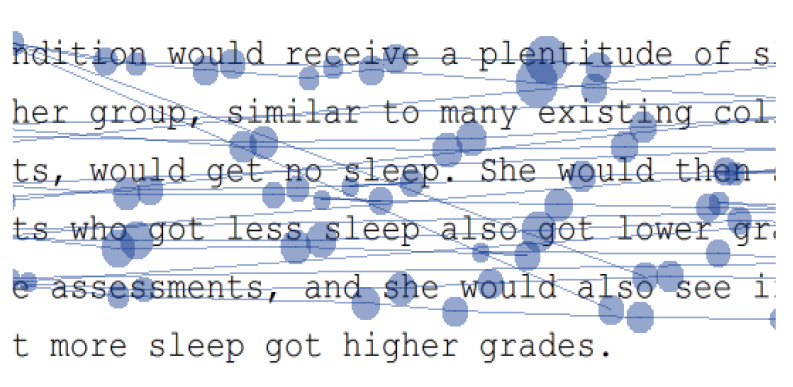 ndition would receive a plentitude of sl
her group, similar to many existing col
ts, would get no sleep. She would then
ts who got less sleep also got lower gra
e assessments, and she would also see i
t more sleep got higher grades.